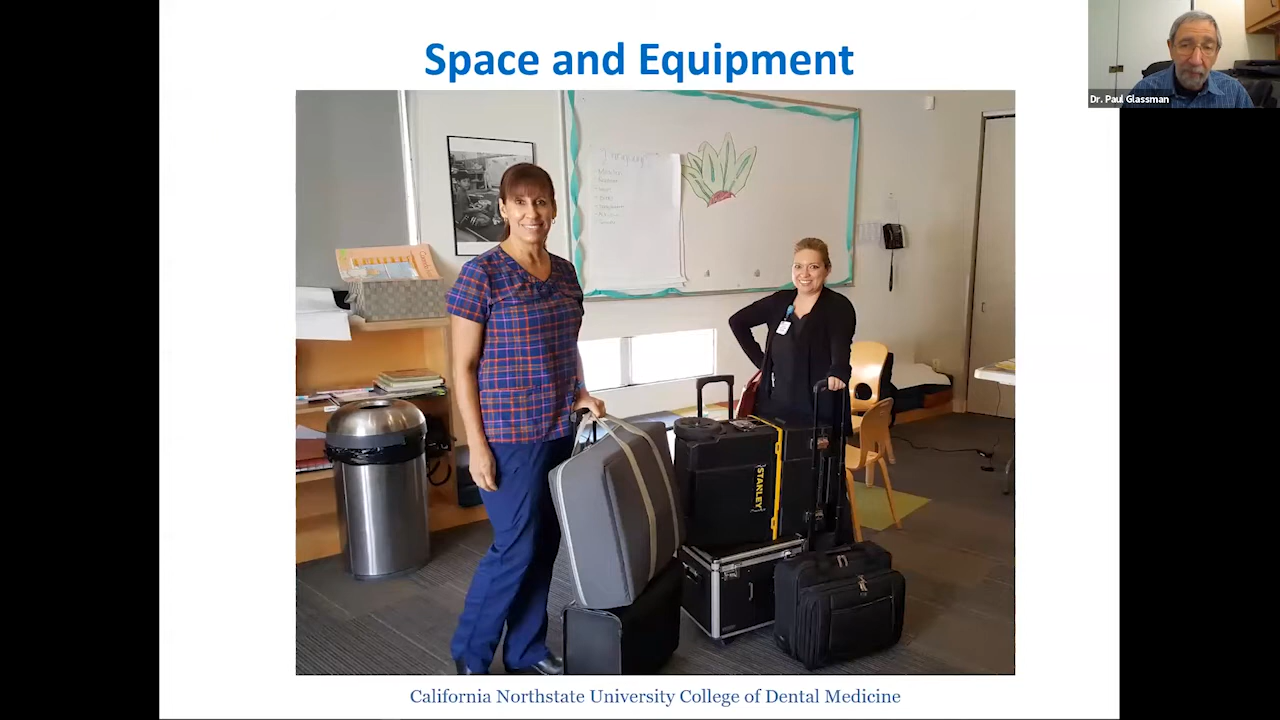 Space and Equipment
Dr. Paul Glassman
STANLEY
California Northstate University College of Dental Medicine